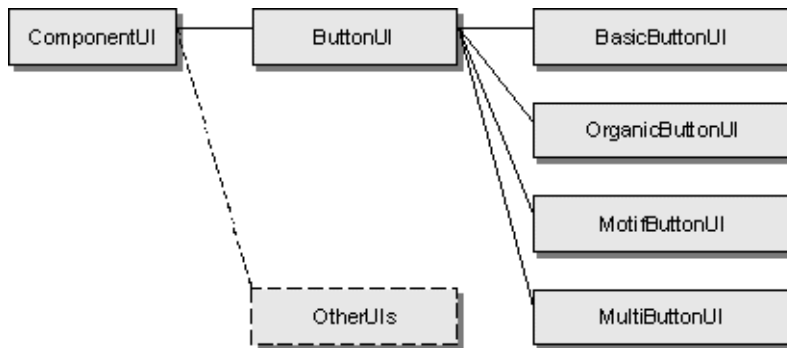 ComponentUI
ButtonUI
BasicButtonUI
OrganicButtonUI
MotifButtonUI
OtherUIs
MultiButtonUI